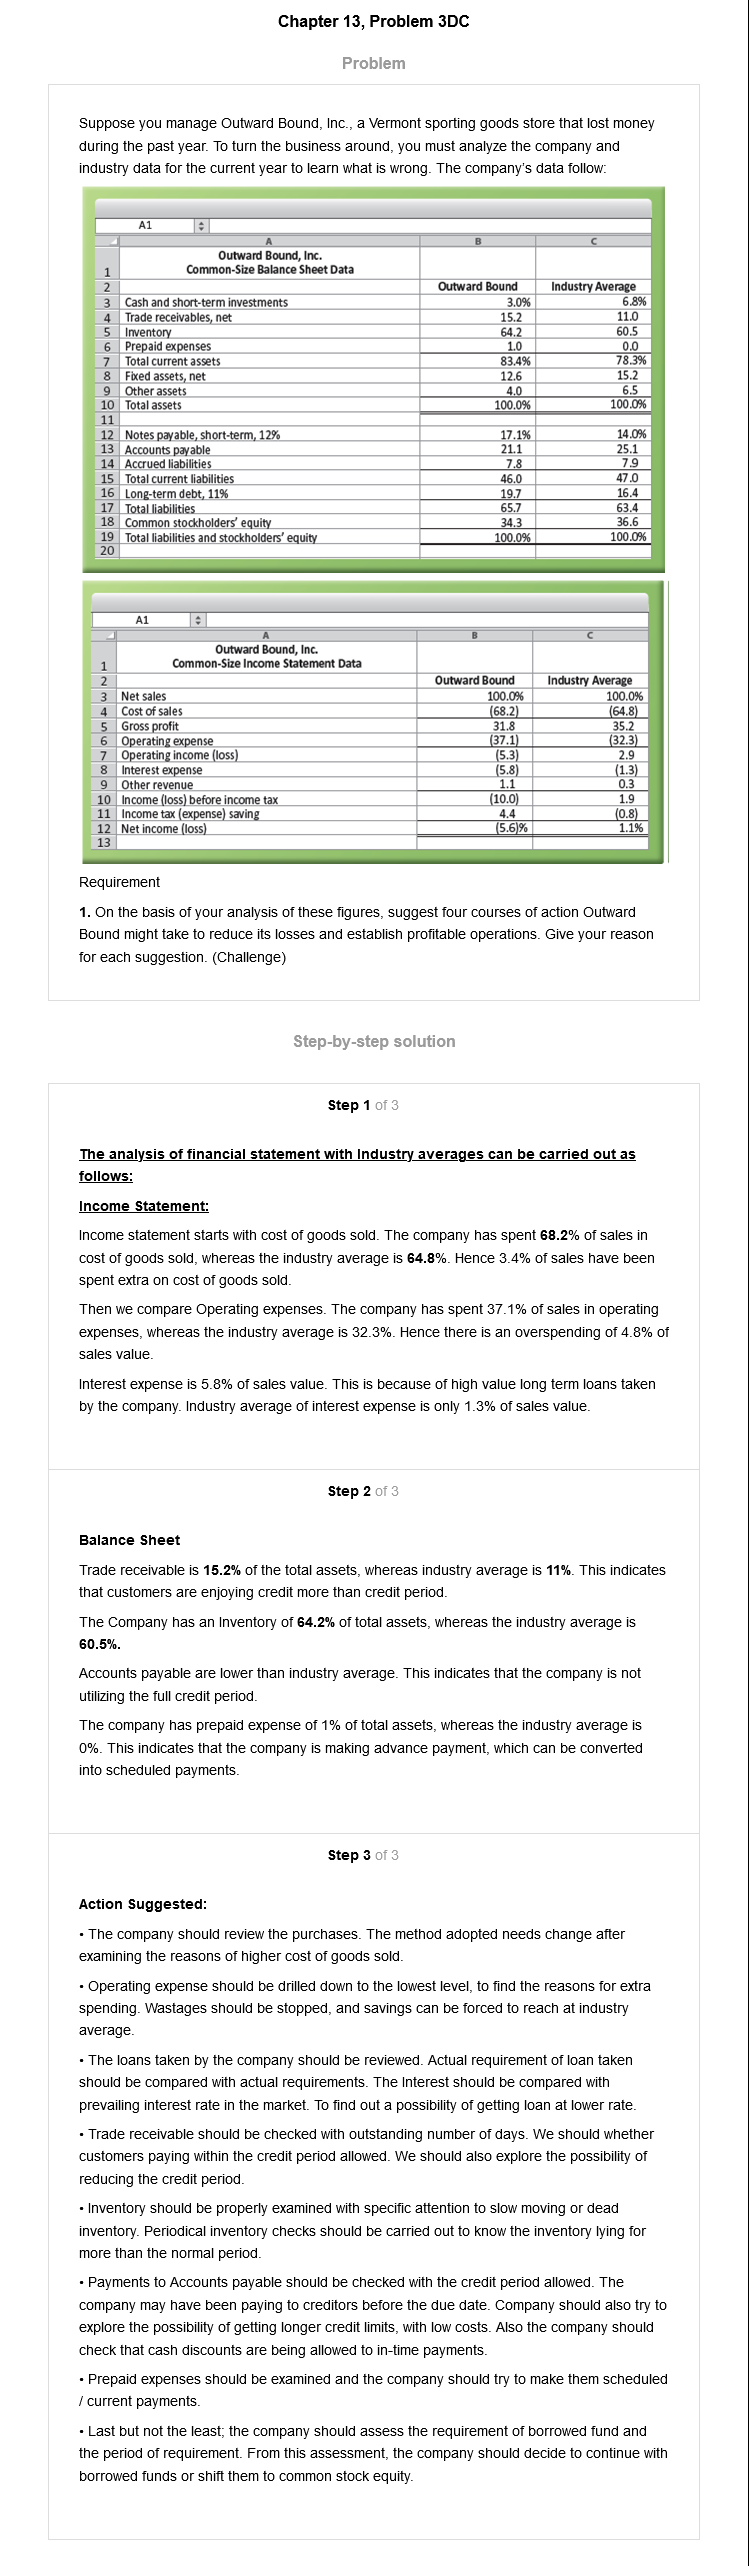 Chapter 13, Problem 3DC
Problem
Suppose you manage Outward Bound, Inc., a Vermont sporting goods store that lost money
during the past year. To turn the business around, you must analyze the company and
industry data for the current year to learn what is wrong. The company's data follow:
A1
A B C
Outward Bound, Inc.
1 Common-Size Balance Sheet Data
2 Outward Bound Industry Average
3 Cash and short-term investments 3.0% 6.8%
4 Trade receivables, net 15.2 11.0
5 Inventory 64.2 60.5
6 Prepaid expenses 1.0 0.0
7 Total current assets 83.4% 78.3%
8 Fixed assets, net 12.6 15.2
9 Other assets 4.0 6.5
10 Total assets 100.0% 100.0%
11
12 Notes payable, short-term, 12% 17.1% 14.0%
13 Accounts payable 21.1 25.1
14 Accrued liabilities 7.8 7.9
15 Total current liabilities 46.0 47.0
16 Long-term debt, 11% 19.7 16.4
17 Total liabilities 65.7 63.4
18 Common stockholders' equity 34.3 36.6
19 Total liabilities and stockholders' equity 100.0% 100.0%
20
A1
A B C
Outward Bound, Inc.
1 Common-Size Income Statement Data
2 Outward Bound Industry Average
3 Net sales 100.0% 100.0%
4 Cost of sales (68.2) (64.8)
5 Gross profit 31.8 35.2
6 Operating expense (37.1) (32.3)
7 Operating income (loss) (5.3) 2.9
8 Interest expense (5.8) (1.3)
9 Other revenue 1.1 0.3
10 Income (loss) before income tax (10.0) 1.9
11 Income tax (expense) saving 4.4 (0.8)
12 Net income (loss) (5.6)% 1.1%
13
Requirement
1. On the basis of your analysis of these figures, suggest four courses of action Outward
Bound might take to reduce its losses and establish profitable operations. Give your reason
for each suggestion. (Challenge)
Step-by-step solution
Step 1 of 3
The analysis of financial statement with Industry averages can be carried out as
follows:
Income Statement:
Income statement starts with cost of goods sold. The company has spent 68.2% of sales in
cost of goods sold, whereas the industry average is 64.8%. Hence 3.4% of sales have been
spent extra on cost of goods sold.
Then we compare Operating expenses. The company has spent 37.1% of sales in operating
expenses, whereas the industry average is 32.3%. Hence there is an overspending of 4.8% of
sales value.
Interest expense is 5.8% of sales value. This is because of high value long term loans taken
by the company. Industry average of interest expense is only 1.3% of sales value.
Step 2 of 3
Balance Sheet
Trade receivable is 15.2% of the total assets, whereas industry average is 11%. This indicates
that customers are enjoying credit more than credit period.
The Company has an Inventory of 64.2% of total assets, whereas the industry average is
60.5%.
Accounts payable are lower than industry average. This indicates that the company is not
utilizing the full credit period.
The company has prepaid expense of 1% of total assets, whereas the industry average is
0%. This indicates that the company is making advance payment, which can be converted
into scheduled payments.
Step 3 of 3
Action Suggested:
• The company should review the purchases. The method adopted needs change after
examining the reasons of higher cost of goods sold.
• Operating expense should be drilled down to the lowest level, to find the reasons for extra
spending. Wastages should be stopped, and savings can be forced to reach at industry
average.
• The loans taken by the company should be reviewed. Actual requirement of loan taken
should be compared with actual requirements. The Interest should be compared with
prevailing interest rate in the market. To find out a possibility of getting loan at lower rate.
• Trade receivable should be checked with outstanding number of days. We should whether
customers paying within the credit period allowed. We should also explore the possibility of
reducing the credit period.
• Inventory should be properly examined with specific attention to slow moving or dead
inventory. Periodical inventory checks should be carried out to know the inventory lying for
more than the normal period.
• Payments to Accounts payable should be checked with the credit period allowed. The
company may have been paying to creditors before the due date. Company should also try to
explore the possibility of getting longer credit limits, with low costs. Also the company should
check that cash discounts are being allowed to in-time payments.
• Prepaid expenses should be examined and the company should try to make them scheduled
/ current payments.
• Last but not the least; the company should assess the requirement of borrowed fund and
the period of requirement. From this assessment, the company should decide to continue with
borrowed funds or shift them to common stock equity.